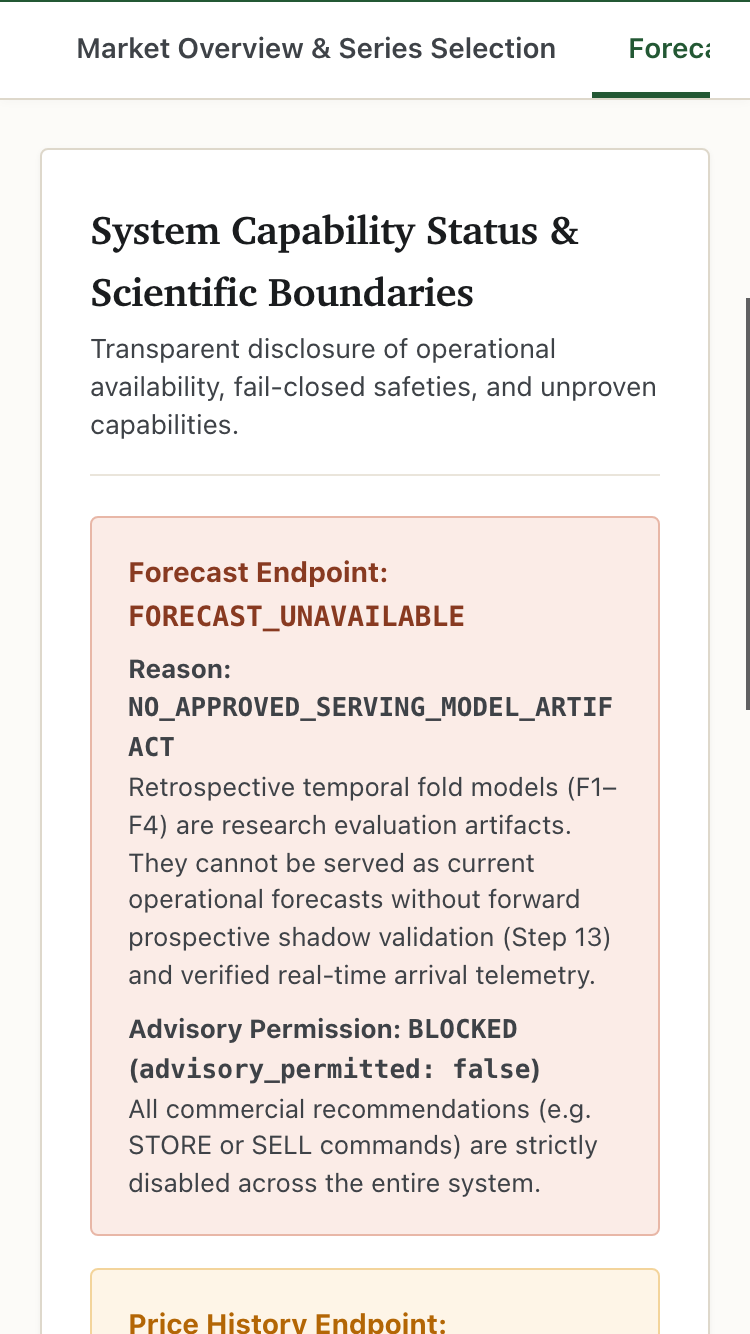 Market Overview & Series Selection
Foreca
System Capability Status &
Scientific Boundaries
Transparent disclosure of operational
availability, fail-closed safeties, and unproven
capabilities.
Forecast Endpoint:
FORECAST_UNAVAILABLE
Reason:
NO_APPROVED_SERVING_MODEL_ARTIF
ACT
Retrospective temporal fold models (F1–
F4) are research evaluation artifacts.
They cannot be served as current
operational forecasts without forward
prospective shadow validation (Step 13)
and verified real-time arrival telemetry.
Advisory Permission: BLOCKED
(advisory_permitted: false)
All commercial recommendations (e.g.
STORE or SELL commands) are strictly
disabled across the entire system.
Price History Endpoint: